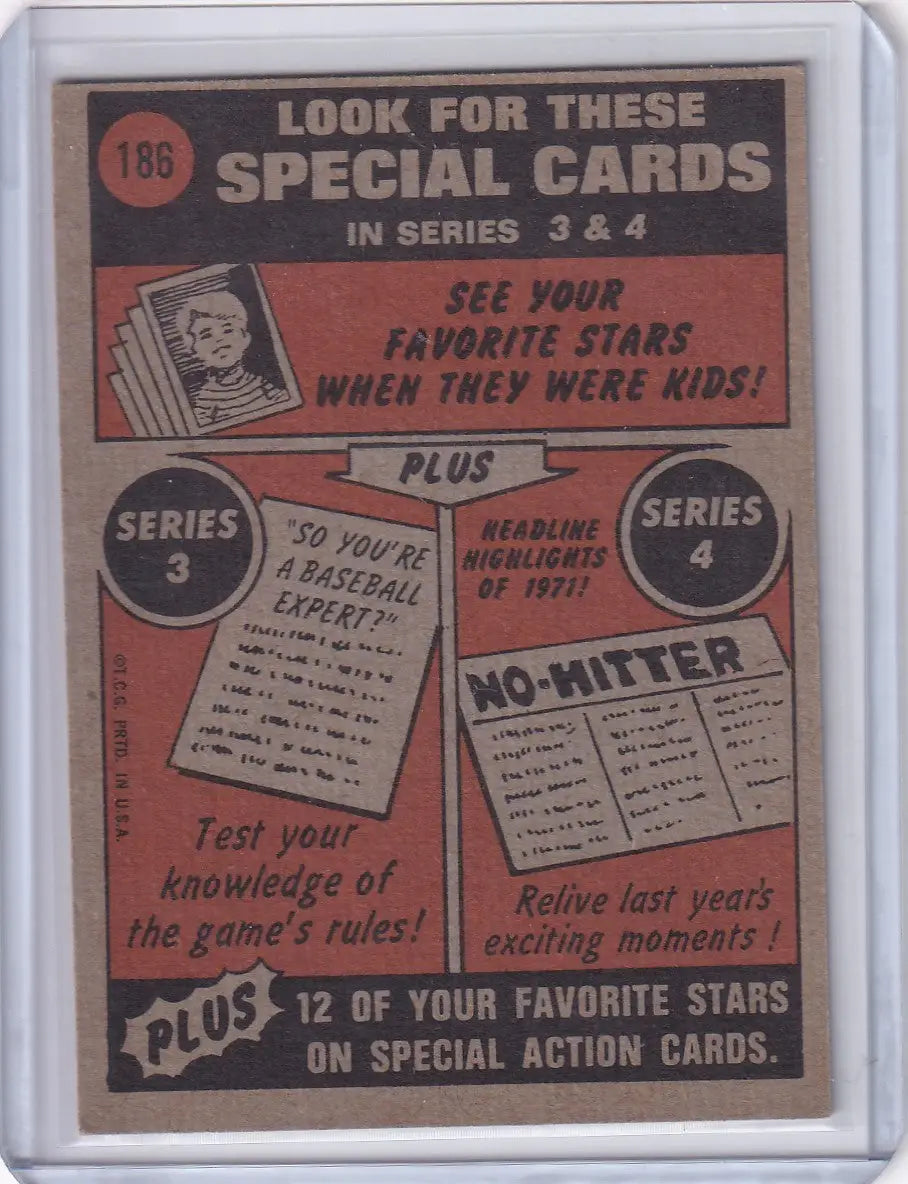 186
LOOK FOR THESE
SPECIAL CARDS
IN SERIES 3 & 4
SEE YOUR
FAVORITE STARS
WHEN THEY WERE KIDS!
PLUS
SERIES
3
"SO YOU'RE
A BASEBALL
EXPERT?"
Test your
knowledge of
the game's rules!
HEADLINE
HIGHLIGHTS
OF 1971!
SERIES
4
NO-HITTER
Relive last year's
exciting moments!
©T.C.G. PRTD. IN U.S.A.
PLUS
12 OF YOUR FAVORITE STARS
ON SPECIAL ACTION CARDS.